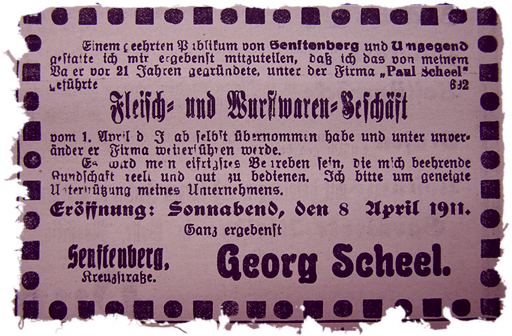 Einem geehrten Publikum von Senftenberg und Umgegend
gestatte ich mir ergebenst mitzuteilen, daß ich das von meinem
Vater vor 21 Jahren gegründete, unter der Firma „Paul Scheel"
geführte 692
Fleisch- und Wurstwaren-Geschäft
vom 1. April d J ab selbst übernommen habe und unter unver-
änderter Firma weiterführen werde.
Es wird mein eifrigstes Bestreben sein, die mich beehrende
Kundschaft reell und gut zu bedienen. Ich bitte um geneigte
Unterstützung meines Unternehmens.
Eröffnung: Sonnabend, den 8 April 1911.
Ganz ergebenst
Senftenberg, Georg Scheel.
Kreuzstraße.